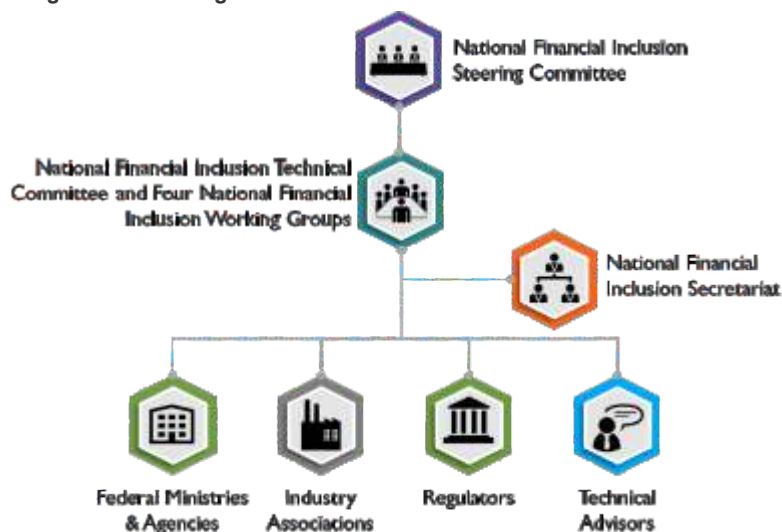 National Financial Inclusion
Steering Committee
National Financial Inclusion Technical
Committee and Four National Financial
Inclusion Working Groups
National Financial
Inclusion Secretariat
Federal Ministries
& Agencies
Industry
Associations
Regulators
Technical
Advisors